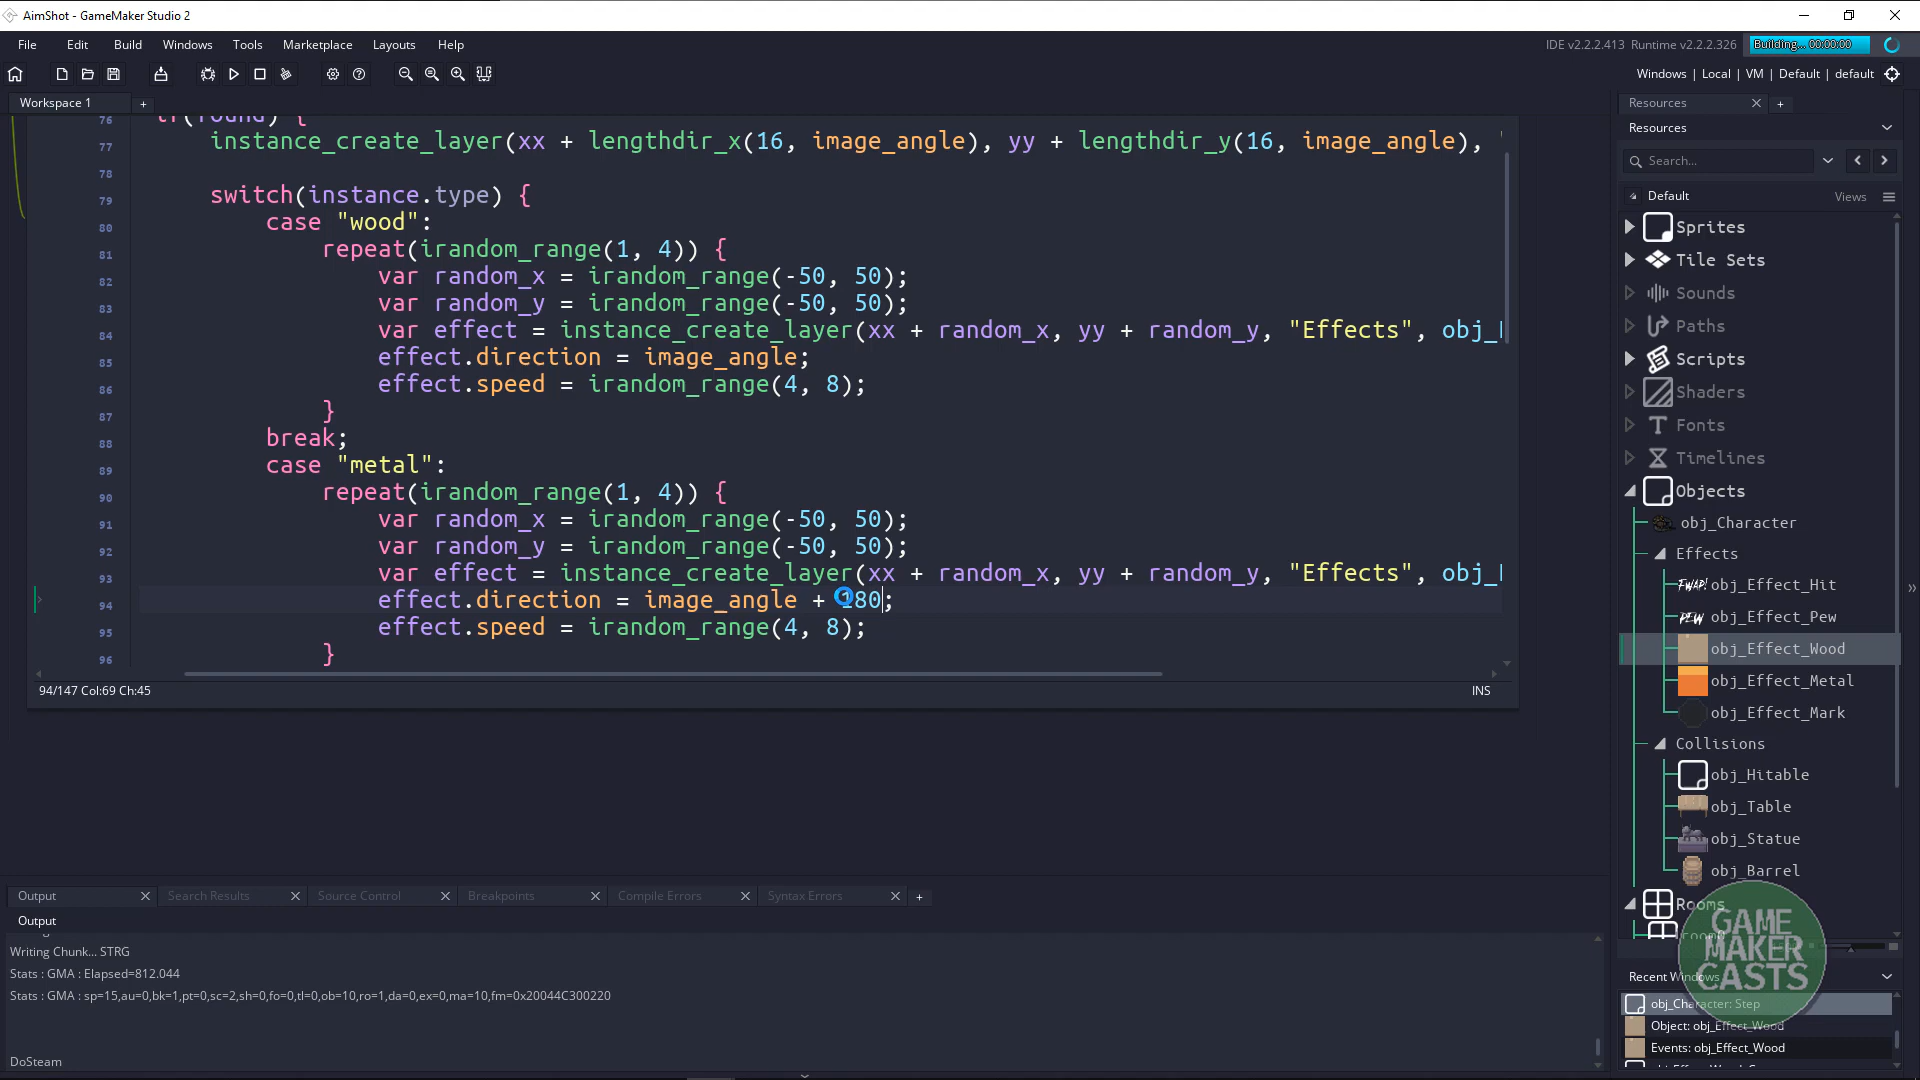 AimShot - GameMaker Studio 2
File Edit Build Windows Tools Marketplace Layouts Help
IDE v2.2.2.413 Runtime v2.2.2.326 Building... 00:00:00
Windows | Local | VM | Default | default
Workspace 1
76 if(round) {
77 instance_create_layer(xx + lengthdir_x(16, image_angle), yy + lengthdir_y(16, image_angle), "
78
79 switch(instance.type) {
80 case "wood":
81 repeat(irandom_range(1, 4)) {
82 var random_x = irandom_range(-50, 50);
83 var random_y = irandom_range(-50, 50);
84 var effect = instance_create_layer(xx + random_x, yy + random_y, "Effects", obj_
85 effect.direction = image_angle;
86 effect.speed = irandom_range(4, 8);
87 }
88 break;
89 case "metal":
90 repeat(irandom_range(1, 4)) {
91 var random_x = irandom_range(-50, 50);
92 var random_y = irandom_range(-50, 50);
93 var effect = instance_create_layer(xx + random_x, yy + random_y, "Effects", obj_
94 effect.direction = image_angle + 180;
95 effect.speed = irandom_range(4, 8);
96 }
94/147 Col:69 Ch:45 INS
Resources
Resources
Search...
Default Views
Sprites
Tile Sets
Sounds
Paths
Scripts
Shaders
Fonts
Timelines
Objects
obj_Character
Effects
FWAP! obj_Effect_Hit
PEW obj_Effect_Pew
obj_Effect_Wood
obj_Effect_Metal
obj_Effect_Mark
Collisions
obj_Hitable
obj_Table
obj_Statue
obj_Barrel
Rooms
GAME
MAKER
CASTS
Recent Windows
obj_Character: Step
Object: obj_Effect_Wood
Events: obj_Effect_Wood
Output Search Results Source Control Breakpoints Compile Errors Syntax Errors
Output
Writing Chunk... STRG
Stats : GMA : Elapsed=812.044
Stats : GMA : sp=15,au=0,bk=1,pt=0,sc=2,sh=0,fo=0,tl=0,ob=10,ro=1,da=0,ex=0,ma=10,fm=0x20044C300220
DoSteam